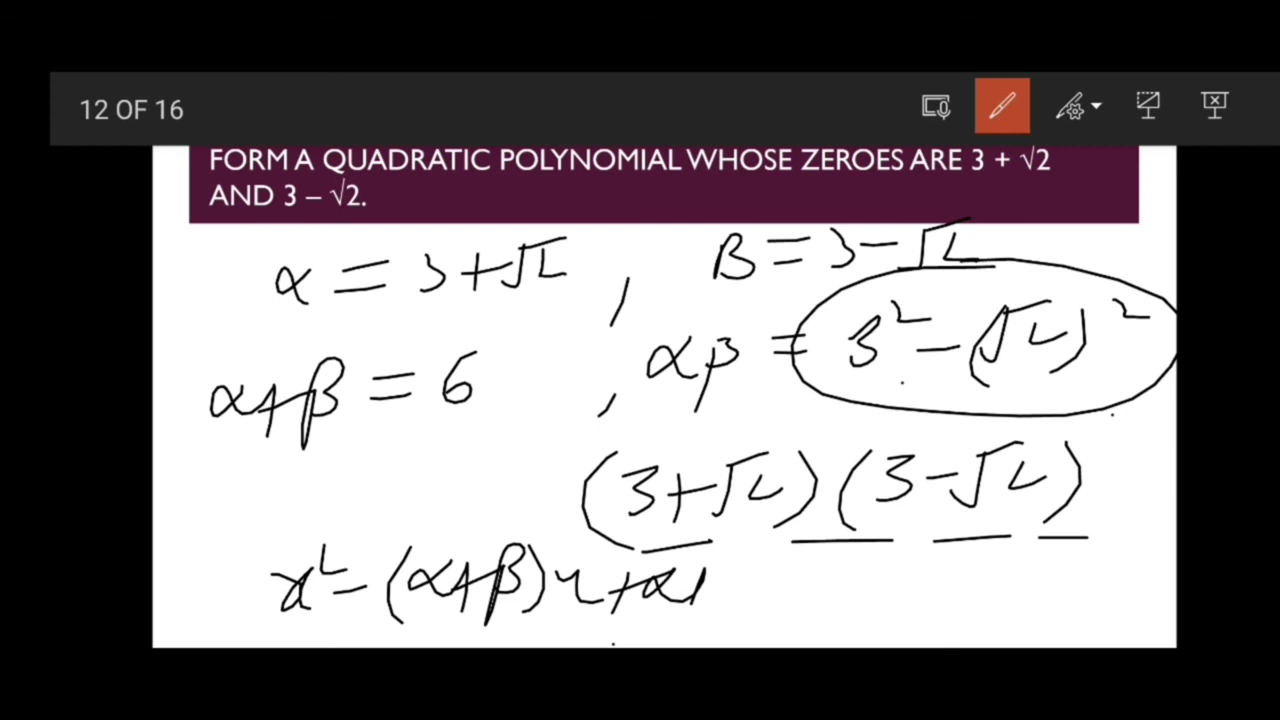 12 OF 16
FORM A QUADRATIC POLYNOMIAL WHOSE ZEROES ARE 3 + √2
AND 3 – √2.
α = 3+√2 , β = 3-√2
α+β = 6 , αβ = 3² - (√2)²
(3+√2) (3-√2)
x² - (α+β)x + α